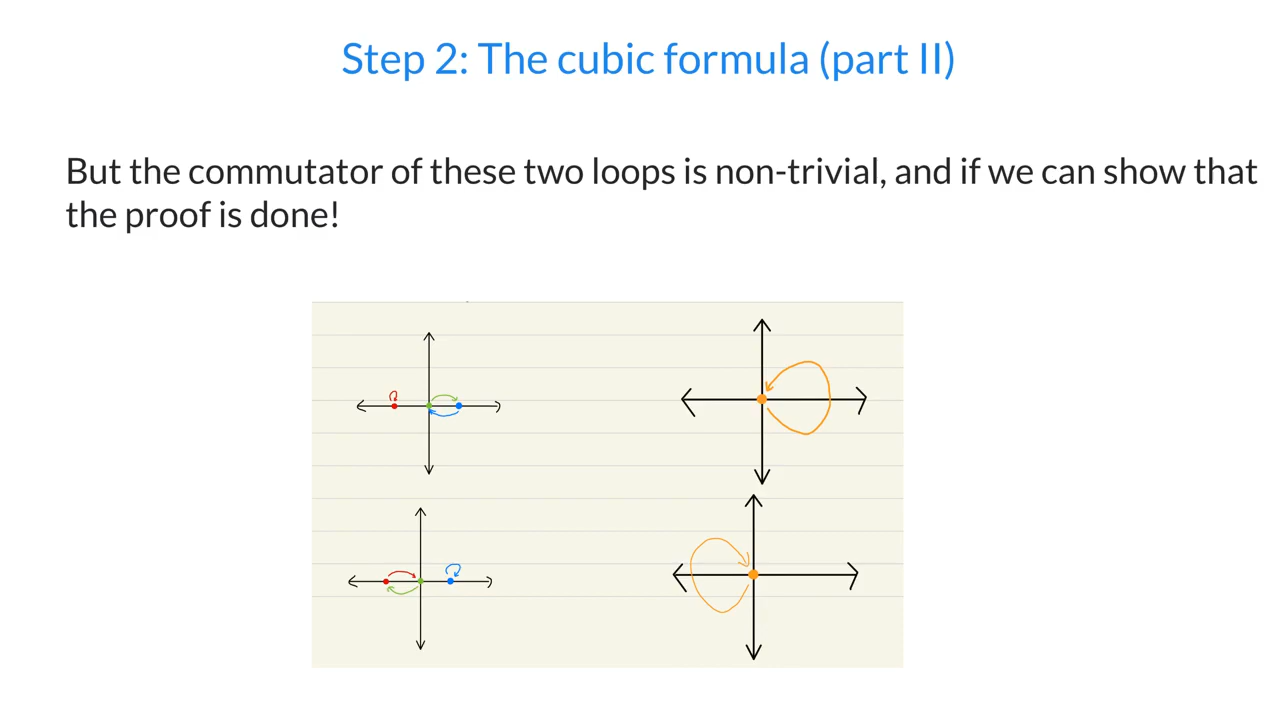 Step 2: The cubic formula (part II)
But the commutator of these two loops is non-trivial, and if we can show that
the proof is done!